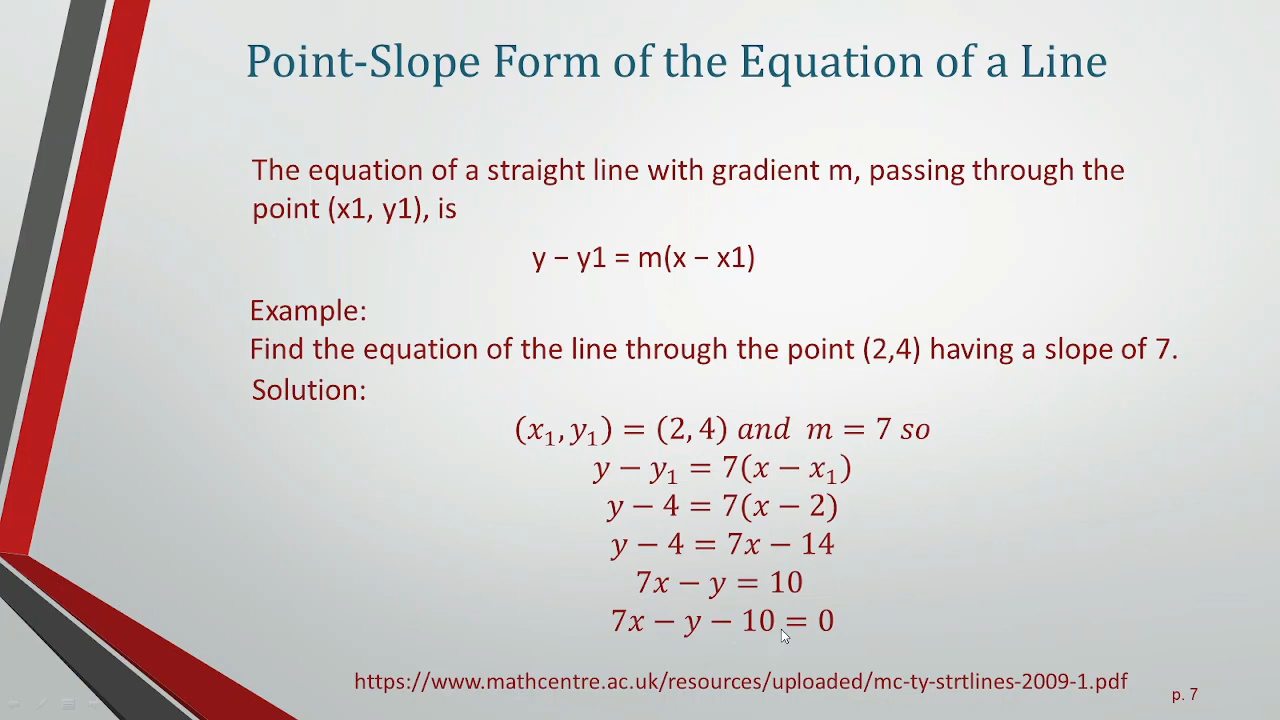 Point-Slope Form of the Equation of a Line
The equation of a straight line with gradient m, passing through the
point (x1, y1), is
y − y1 = m(x − x1)
Example:
Find the equation of the line through the point (2,4) having a slope of 7.
Solution:
(x₁, y₁) = (2, 4) and m = 7 so
y − y₁ = 7(x − x₁)
y − 4 = 7(x − 2)
y − 4 = 7x − 14
7x − y = 10
7x − y − 10 = 0
https://www.mathcentre.ac.uk/resources/uploaded/mc-ty-strtlines-2009-1.pdf
p. 7